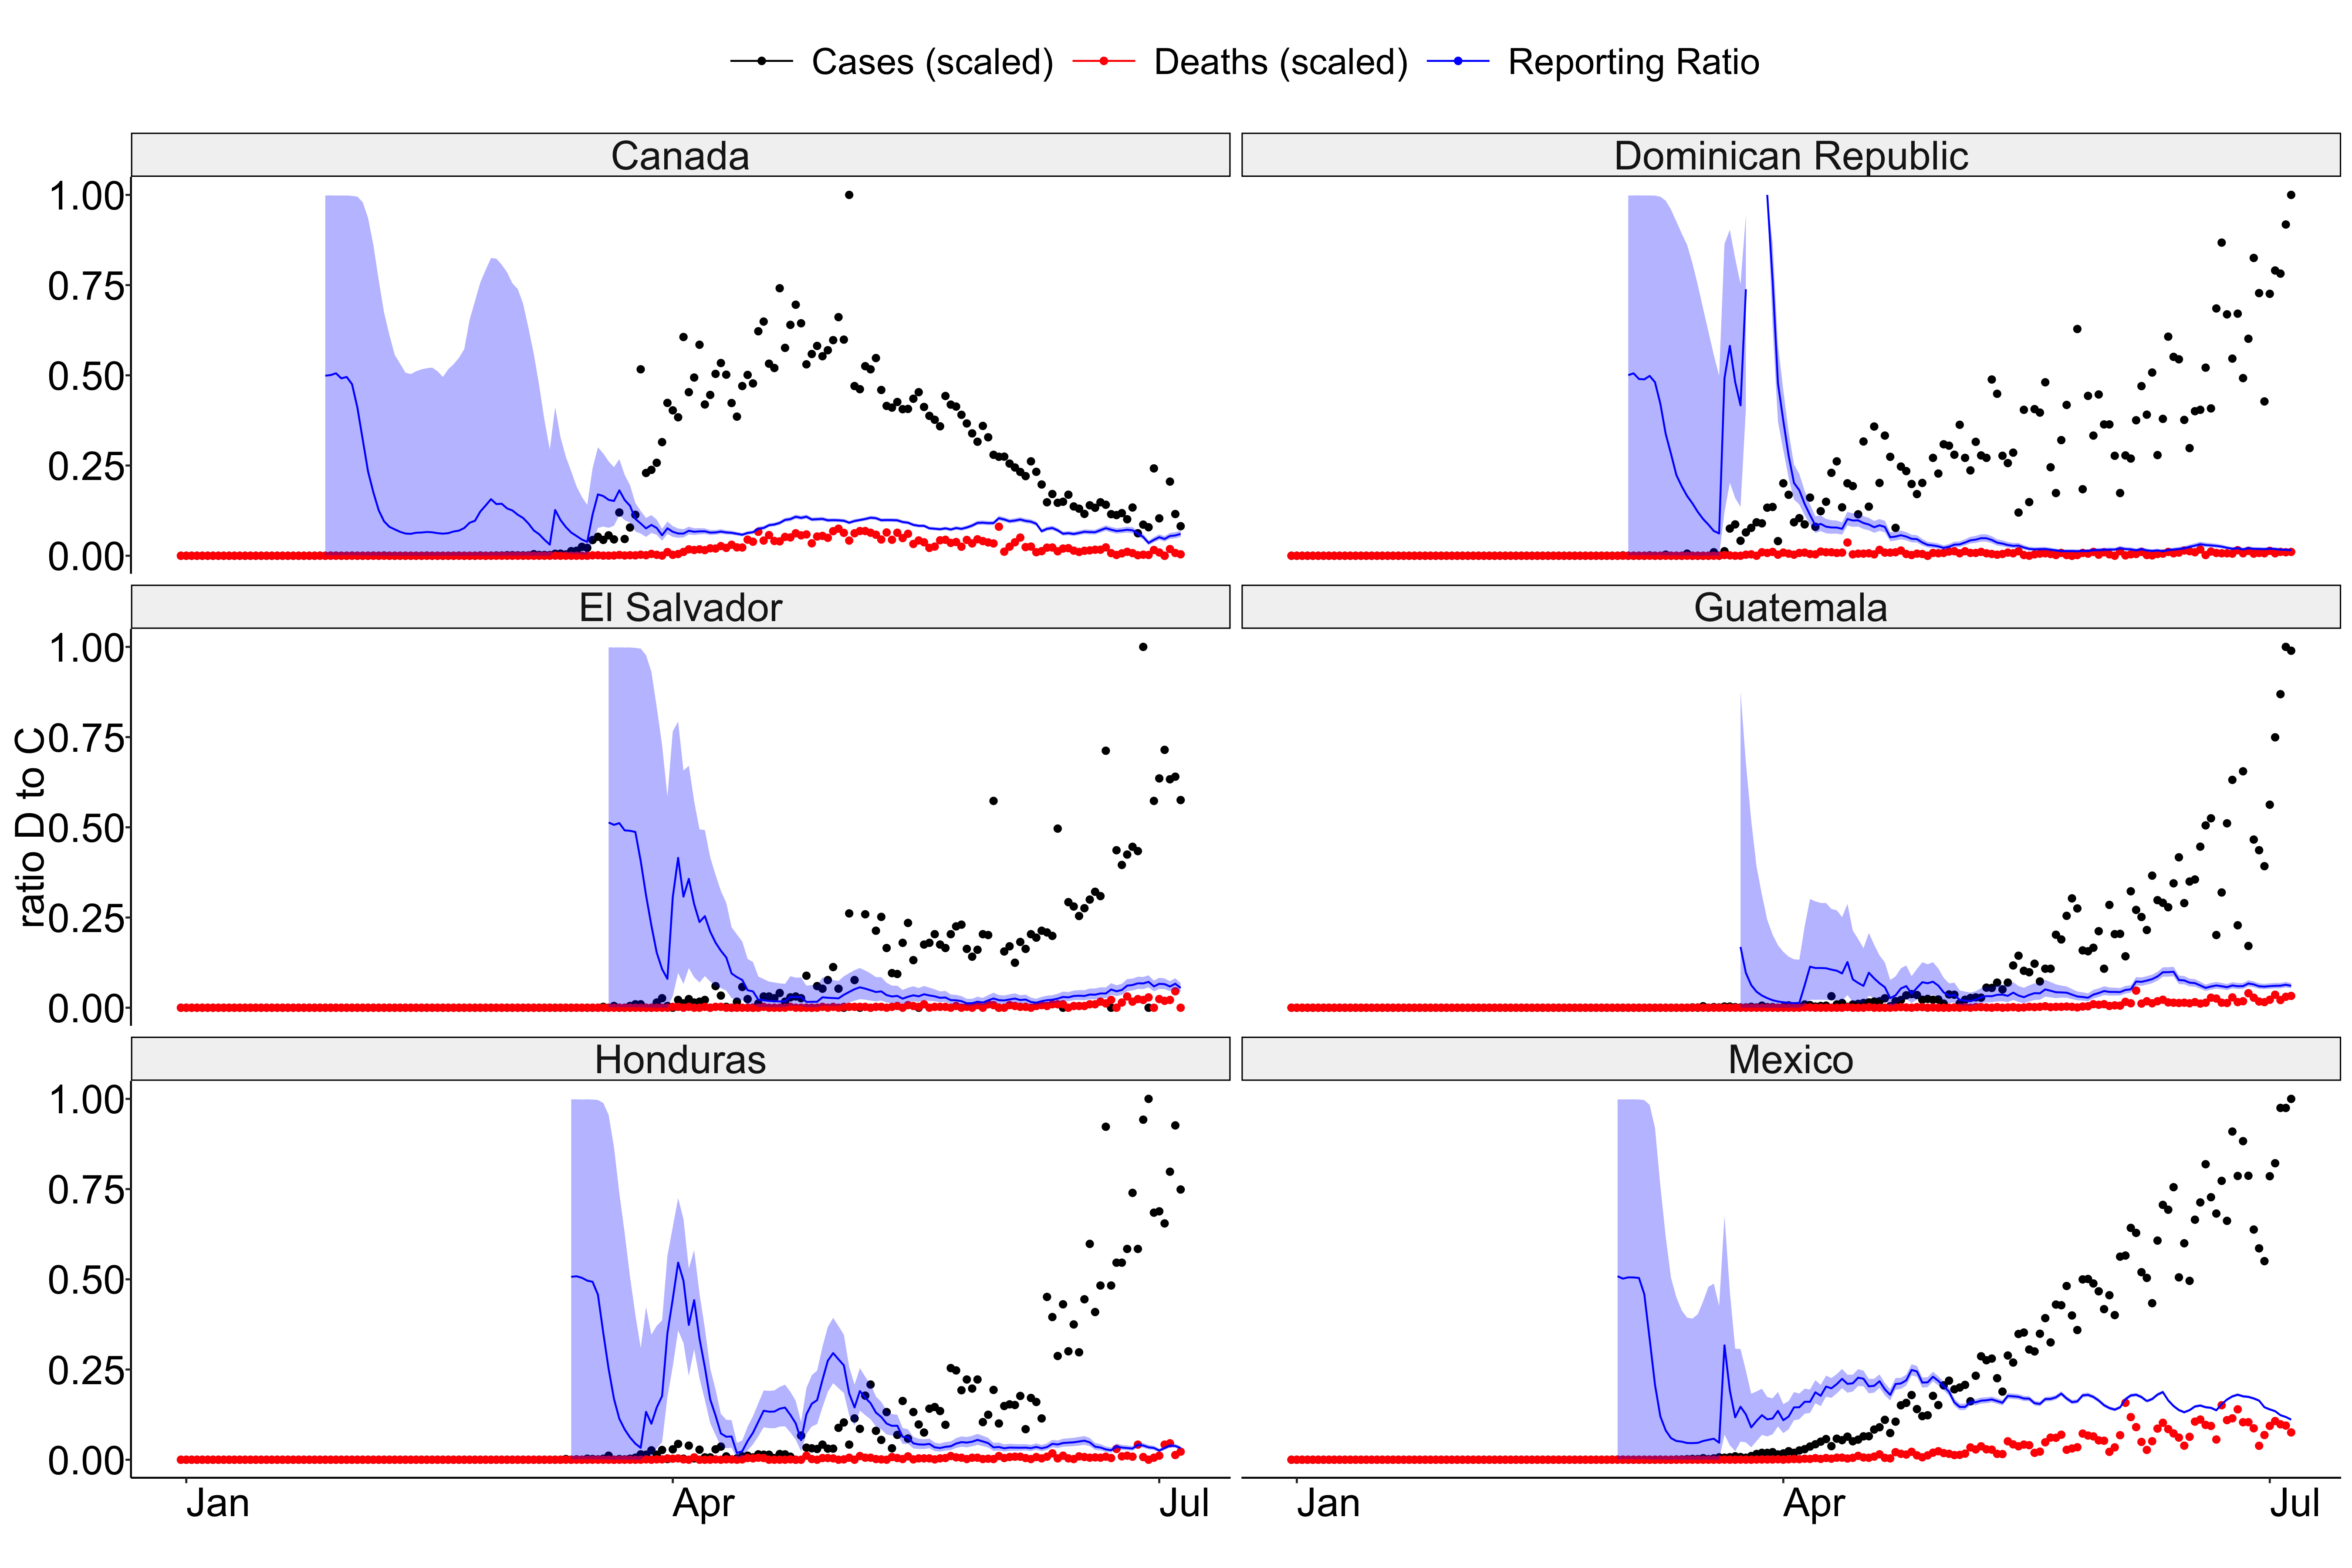 Cases (scaled) Deaths (scaled) Reporting Ratio
Canada Dominican Republic
1.00
0.75
0.50
0.25
0.00
El Salvador Guatemala
1.00
0.75
0.50
0.25
0.00
ratio D to C
Honduras Mexico
1.00
0.75
0.50
0.25
0.00
Jan Apr Jul Jan Apr Jul